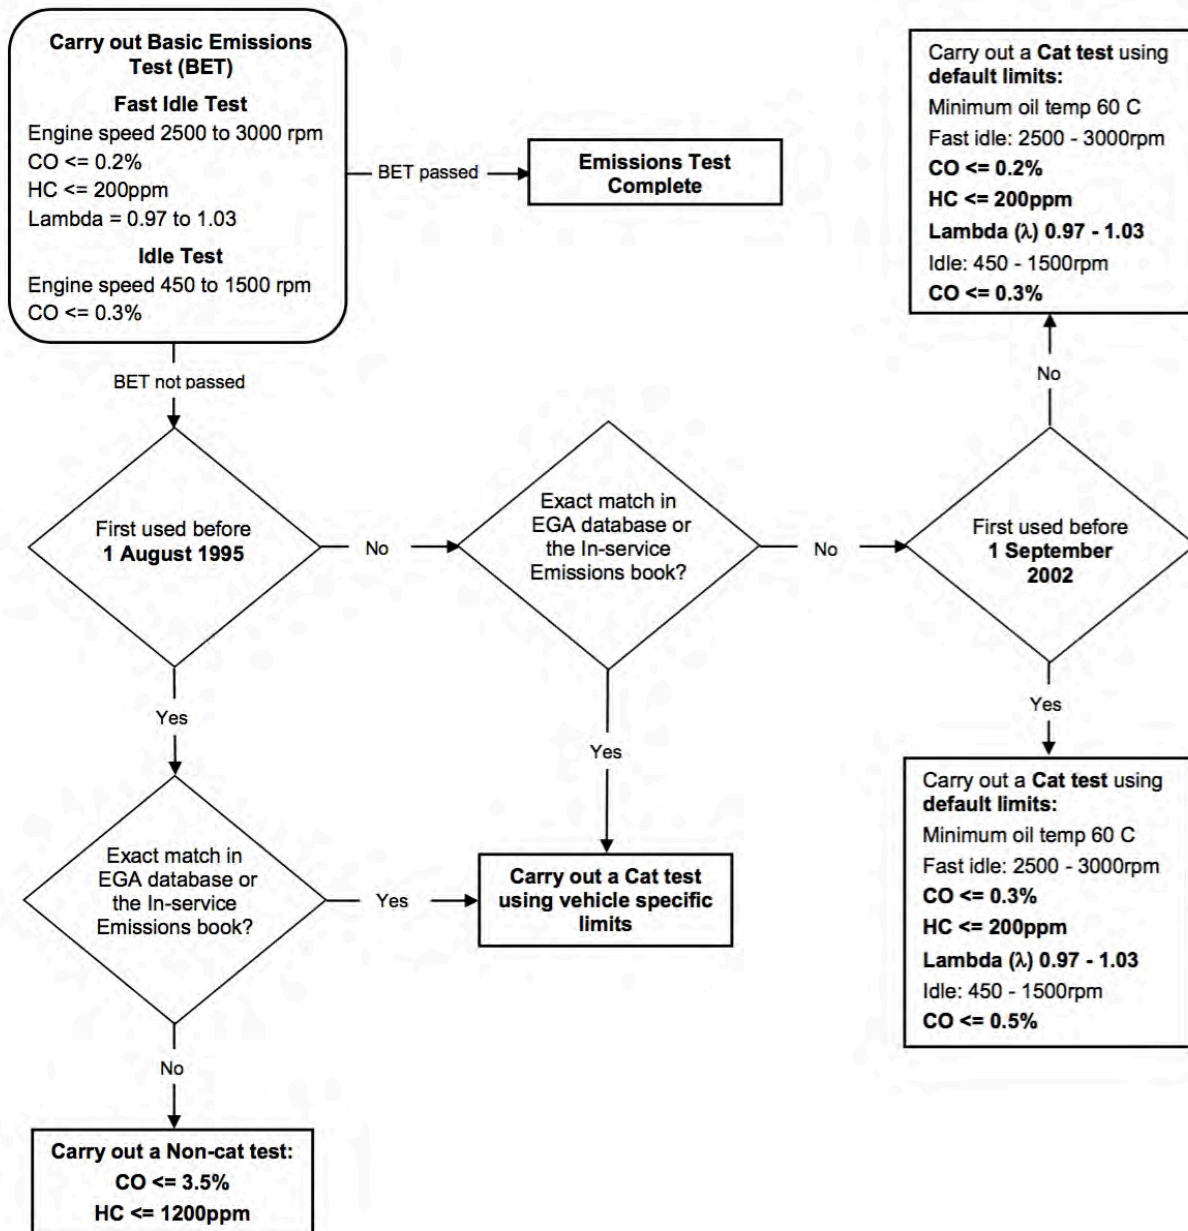 Carry out Basic Emissions
Test (BET)
Fast Idle Test
Engine speed 2500 to 3000 rpm
CO <= 0.2%
HC <= 200ppm
Lambda = 0.97 to 1.03
Idle Test
Engine speed 450 to 1500 rpm
CO <= 0.3%
BET passed
Emissions Test
Complete
Carry out a Cat test using
default limits:
Minimum oil temp 60 C
Fast idle: 2500 - 3000rpm
CO <= 0.2%
HC <= 200ppm
Lambda (λ) 0.97 - 1.03
Idle: 450 - 1500rpm
CO <= 0.3%
BET not passed
No
First used before
1 August 1995
No
Exact match in
EGA database or
the In-service
Emissions book?
No
First used before
1 September
2002
Yes
Yes
Yes
Exact match in
EGA database or
the In-service
Emissions book?
Yes
Carry out a Cat test
using vehicle specific
limits
Carry out a Cat test using
default limits:
Minimum oil temp 60 C
Fast idle: 2500 - 3000rpm
CO <= 0.3%
HC <= 200ppm
Lambda (λ) 0.97 - 1.03
Idle: 450 - 1500rpm
CO <= 0.5%
No
Carry out a Non-cat test:
CO <= 3.5%
HC <= 1200ppm